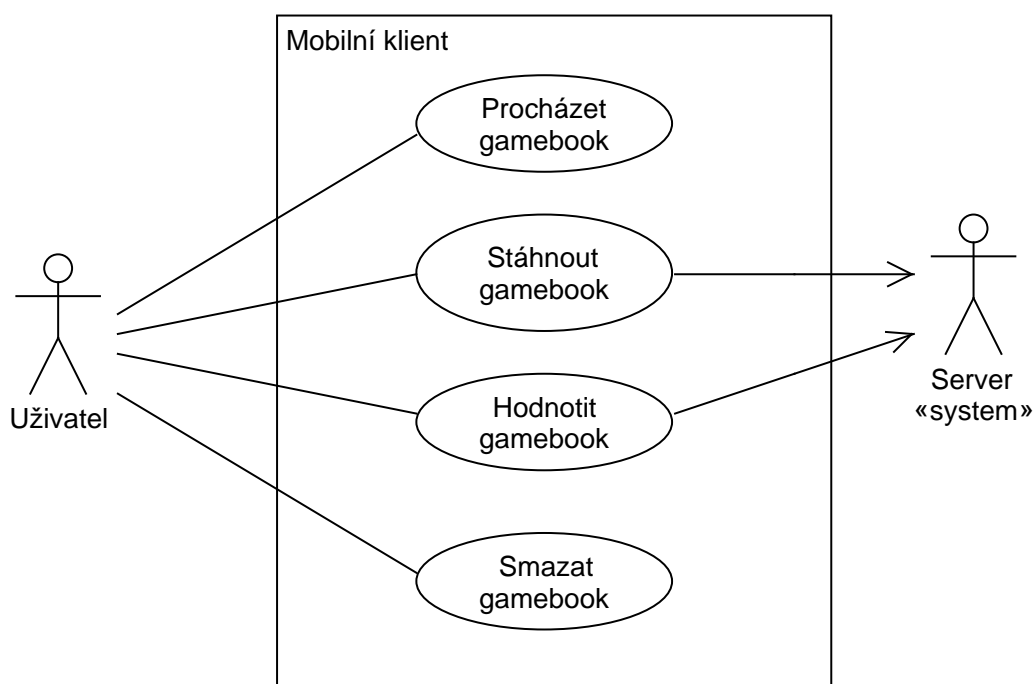 Mobilní klient
Procházet
gamebook
Stáhnout
gamebook
Hodnotit
gamebook
Smazat
gamebook
Uživatel
Server
«system»